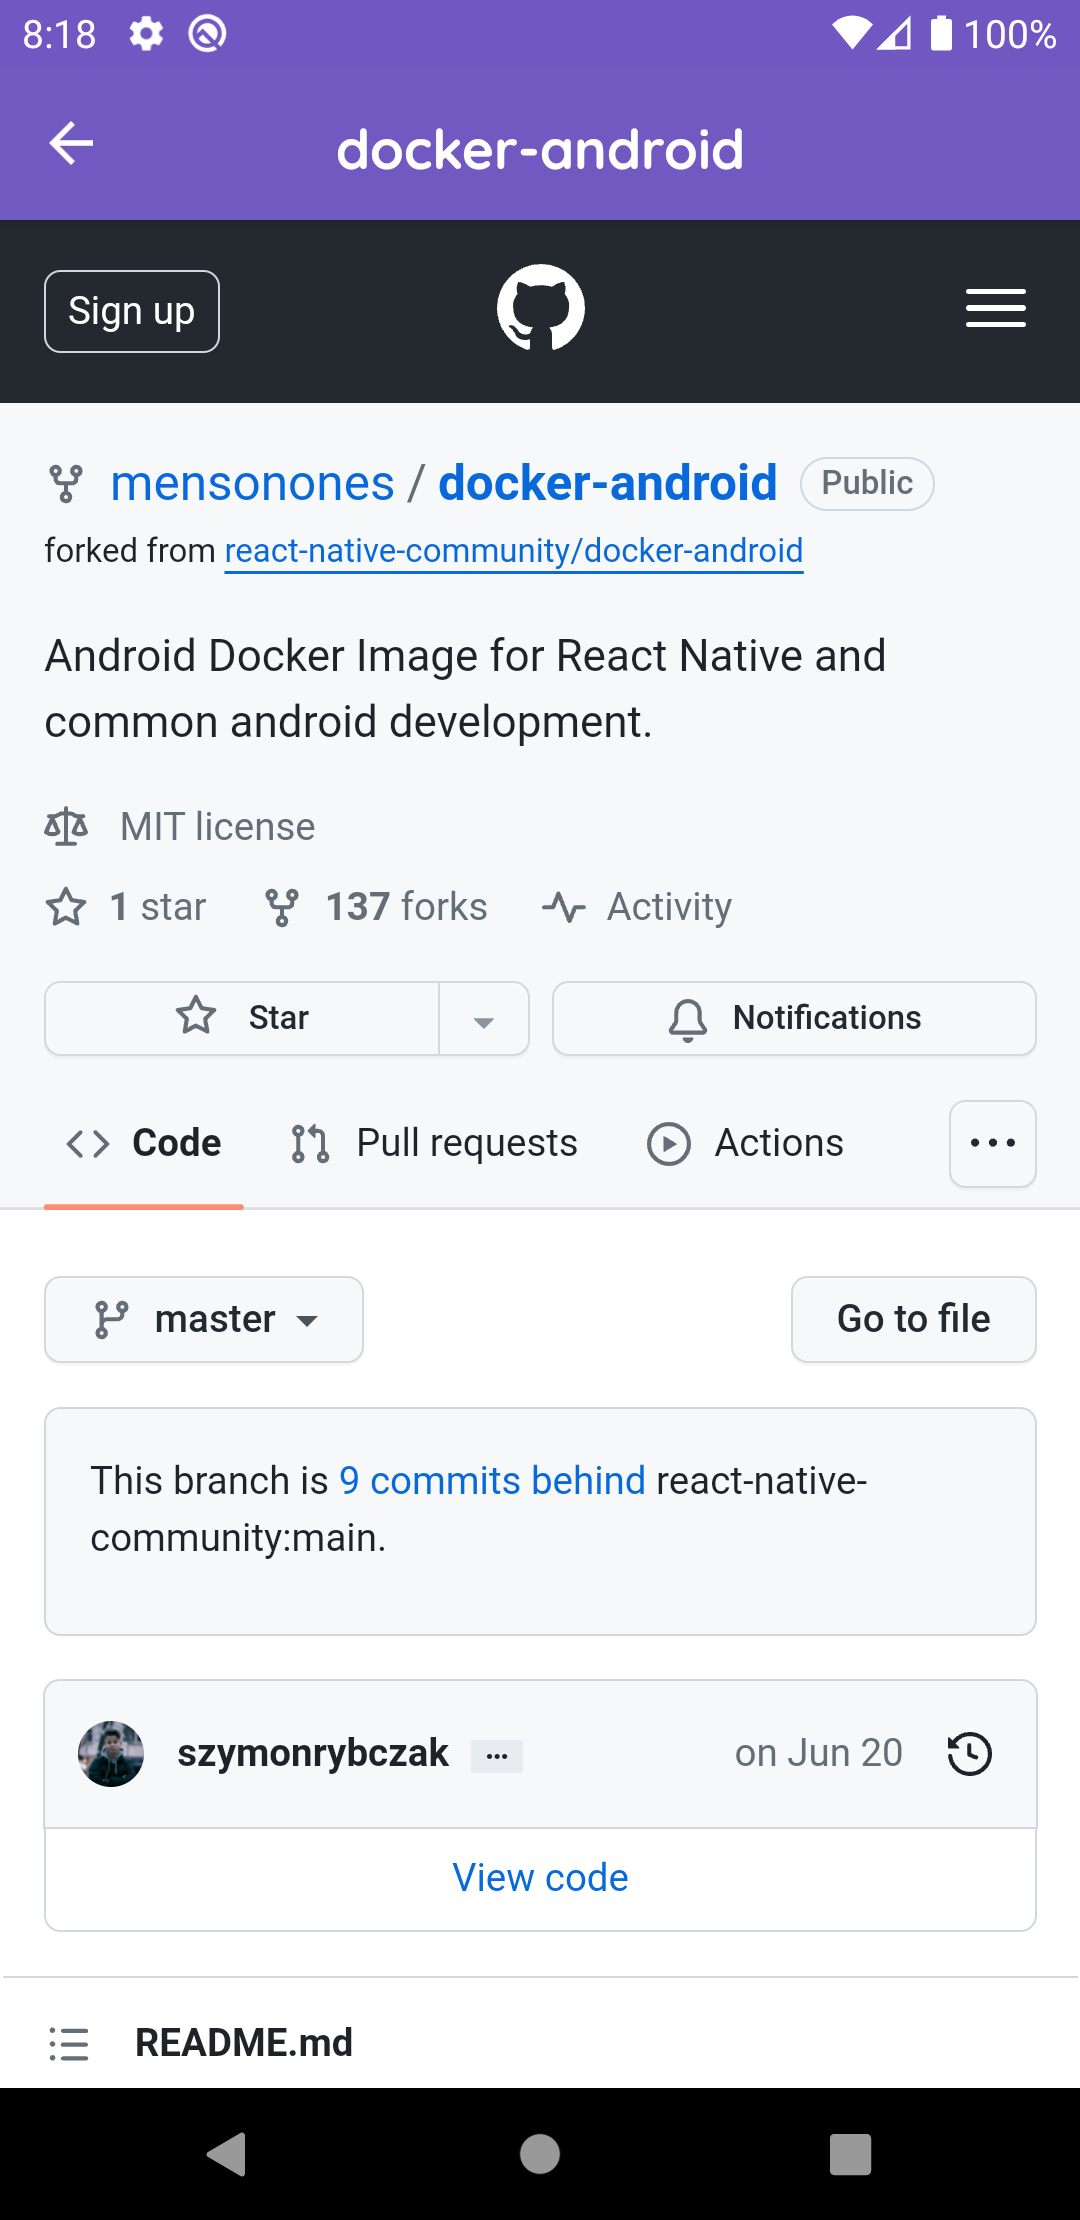 8:18 100%
docker-android
Sign up
mensonones / docker-android Public
forked from react-native-community/docker-android
Android Docker Image for React Native and
common android development.
MIT license
1 star 137 forks Activity
Star Notifications
Code Pull requests Actions
master Go to file
This branch is 9 commits behind react-native-
community:main.
szymonrybczak on Jun 20
View code
README.md